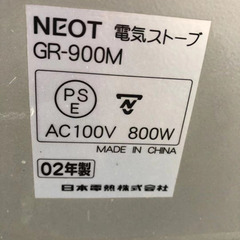 NEOT 電気ストーブ
GR-900M
PS
E
AC100V 800W
MADE IN CHINA
02年製
日本電熱株式会社